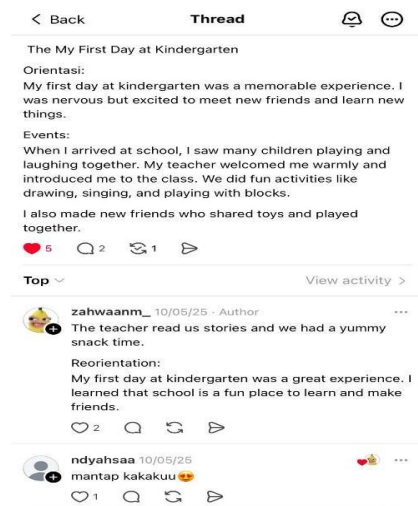 Back Thread
The My First Day at Kindergarten
Orientasi:
My first day at kindergarten was a memorable experience. I
was nervous but excited to meet new friends and learn new
things.
Events:
When I arrived at school, I saw many children playing and
laughing together. My teacher welcomed me warmly and
introduced me to the class. We did fun activities like
drawing, singing, and playing with blocks.
I also made new friends who shared toys and played
together.
5 2 1
Top View activity
zahwaanm_ 10/05/25 · Author
The teacher read us stories and we had a yummy
snack time.
Reorientation:
My first day at kindergarten was a great experience. I
learned that school is a fun place to learn and make
friends.
2
ndyahsaa 10/05/25
mantap kakakuu😍
1